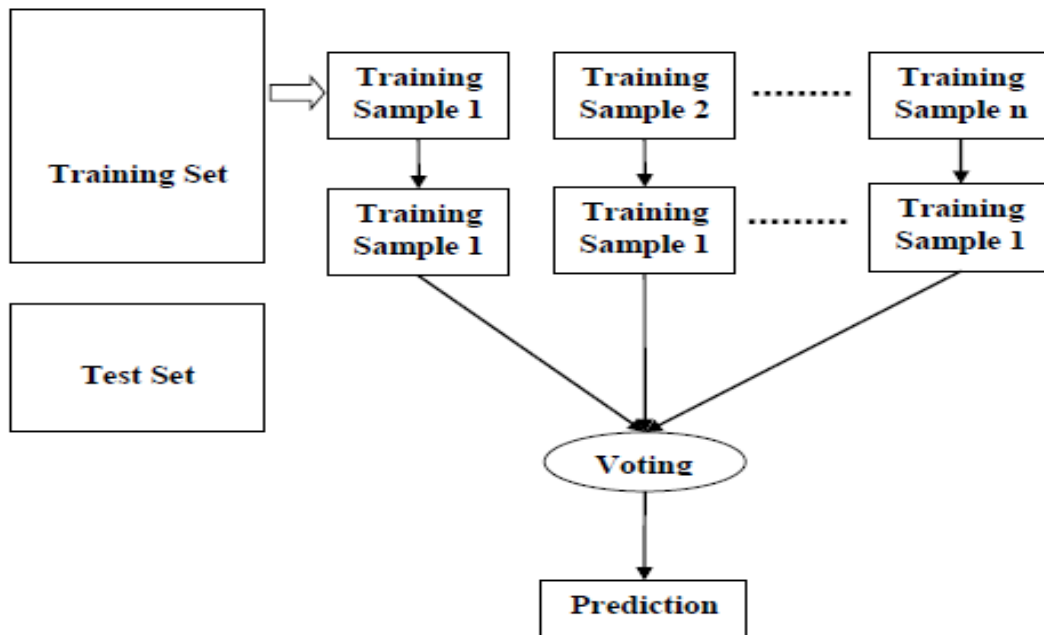 Training Set
Training
Sample 1
Training
Sample 2
Training
Sample n
Training
Sample 1
Training
Sample 1
Training
Sample 1
Test Set
Voting
Prediction